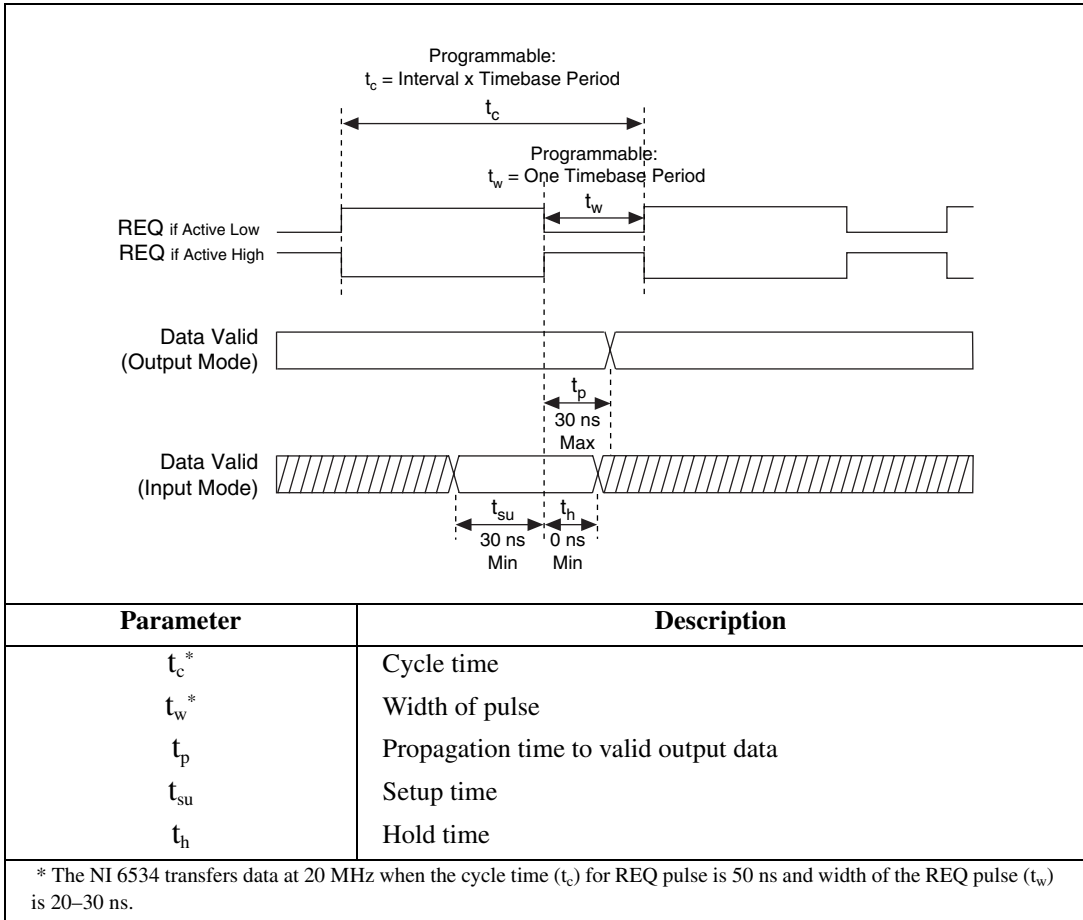 Programmable:
t_c = Interval x Timebase Period
t_c
Programmable:
t_w = One Timebase Period
t_w
REQ if Active Low
REQ if Active High
Data Valid
(Output Mode)
t_p
30 ns
Max
Data Valid
(Input Mode)
t_su t_h
30 ns 0 ns
Min Min
Parameter Description
t_c* Cycle time
t_w* Width of pulse
t_p Propagation time to valid output data
t_su Setup time
t_h Hold time
* The NI 6534 transfers data at 20 MHz when the cycle time (t_c) for REQ pulse is 50 ns and width of the REQ pulse (t_w)
is 20–30 ns.